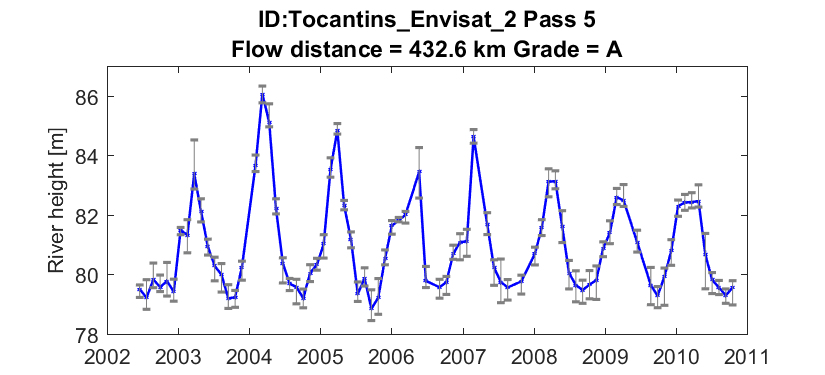 ID:Tocantins_Envisat_2 Pass 5
Flow distance = 432.6 km Grade = A
River height [m]
86
84
82
80
78
2002 2003 2004 2005 2006 2007 2008 2009 2010 2011